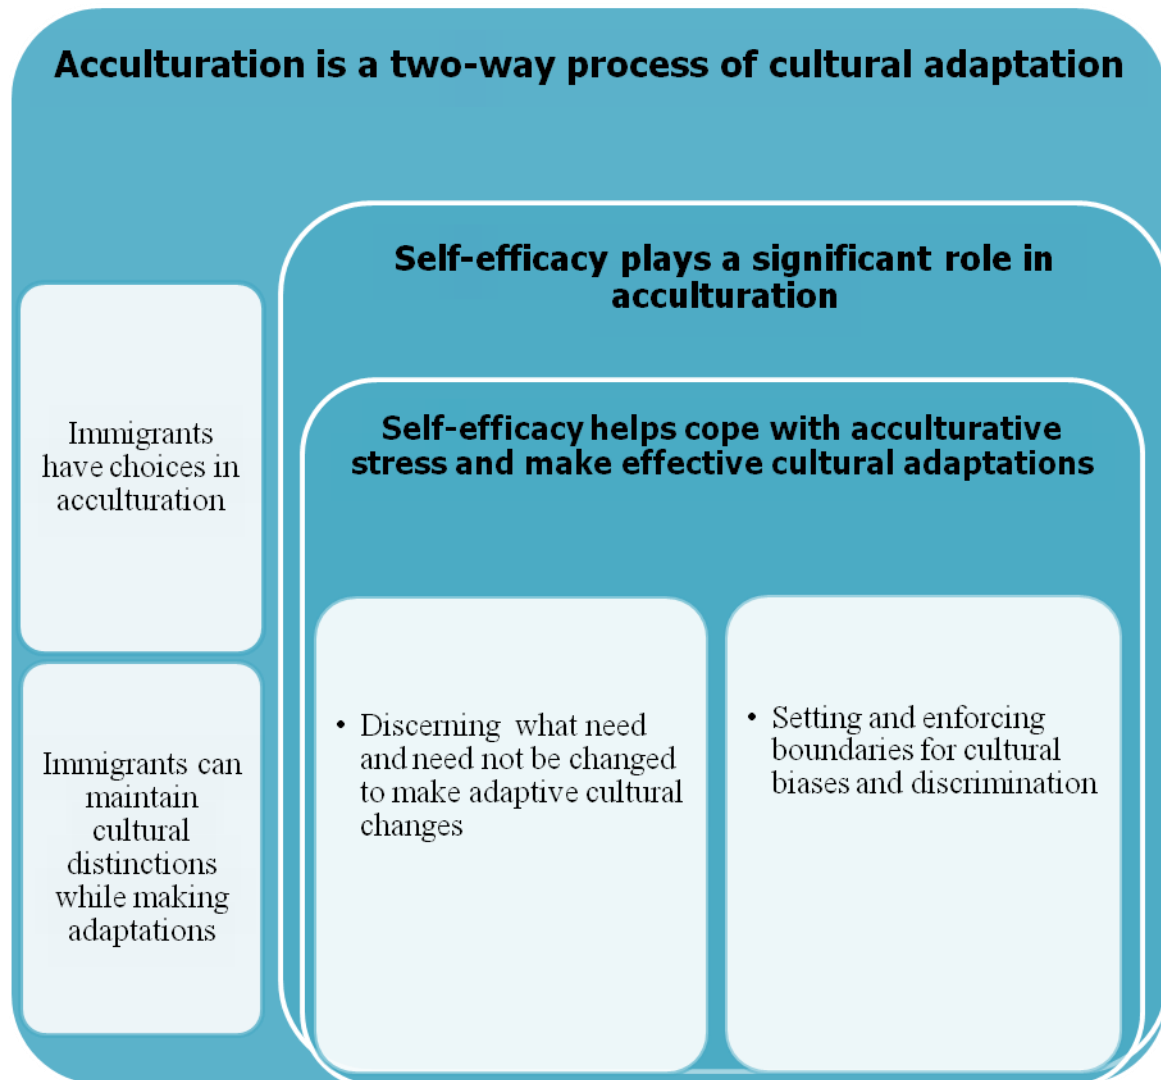 Acculturation is a two-way process of cultural adaptation
Self-efficacy plays a significant role in
acculturation
Self-efficacy helps cope with acculturative
stress and make effective cultural adaptations
Immigrants
have choices in
acculturation
Immigrants can
maintain
cultural
distinctions
while making
adaptations
• Discerning what need
and need not be changed
to make adaptive cultural
changes
• Setting and enforcing
boundaries for cultural
biases and discrimination